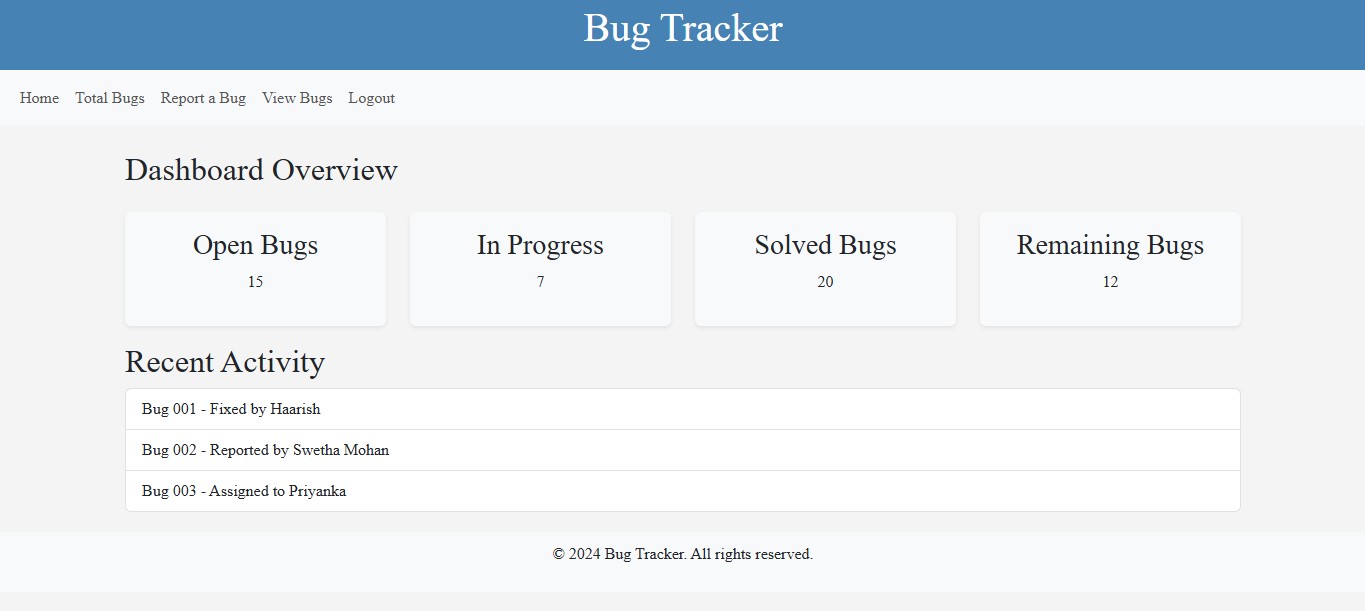 Bug Tracker
Home Total Bugs Report a Bug View Bugs Logout
Dashboard Overview
Open Bugs
15
In Progress
7
Solved Bugs
20
Remaining Bugs
12
Recent Activity
Bug 001 - Fixed by Haarish
Bug 002 - Reported by Swetha Mohan
Bug 003 - Assigned to Priyanka
© 2024 Bug Tracker. All rights reserved.